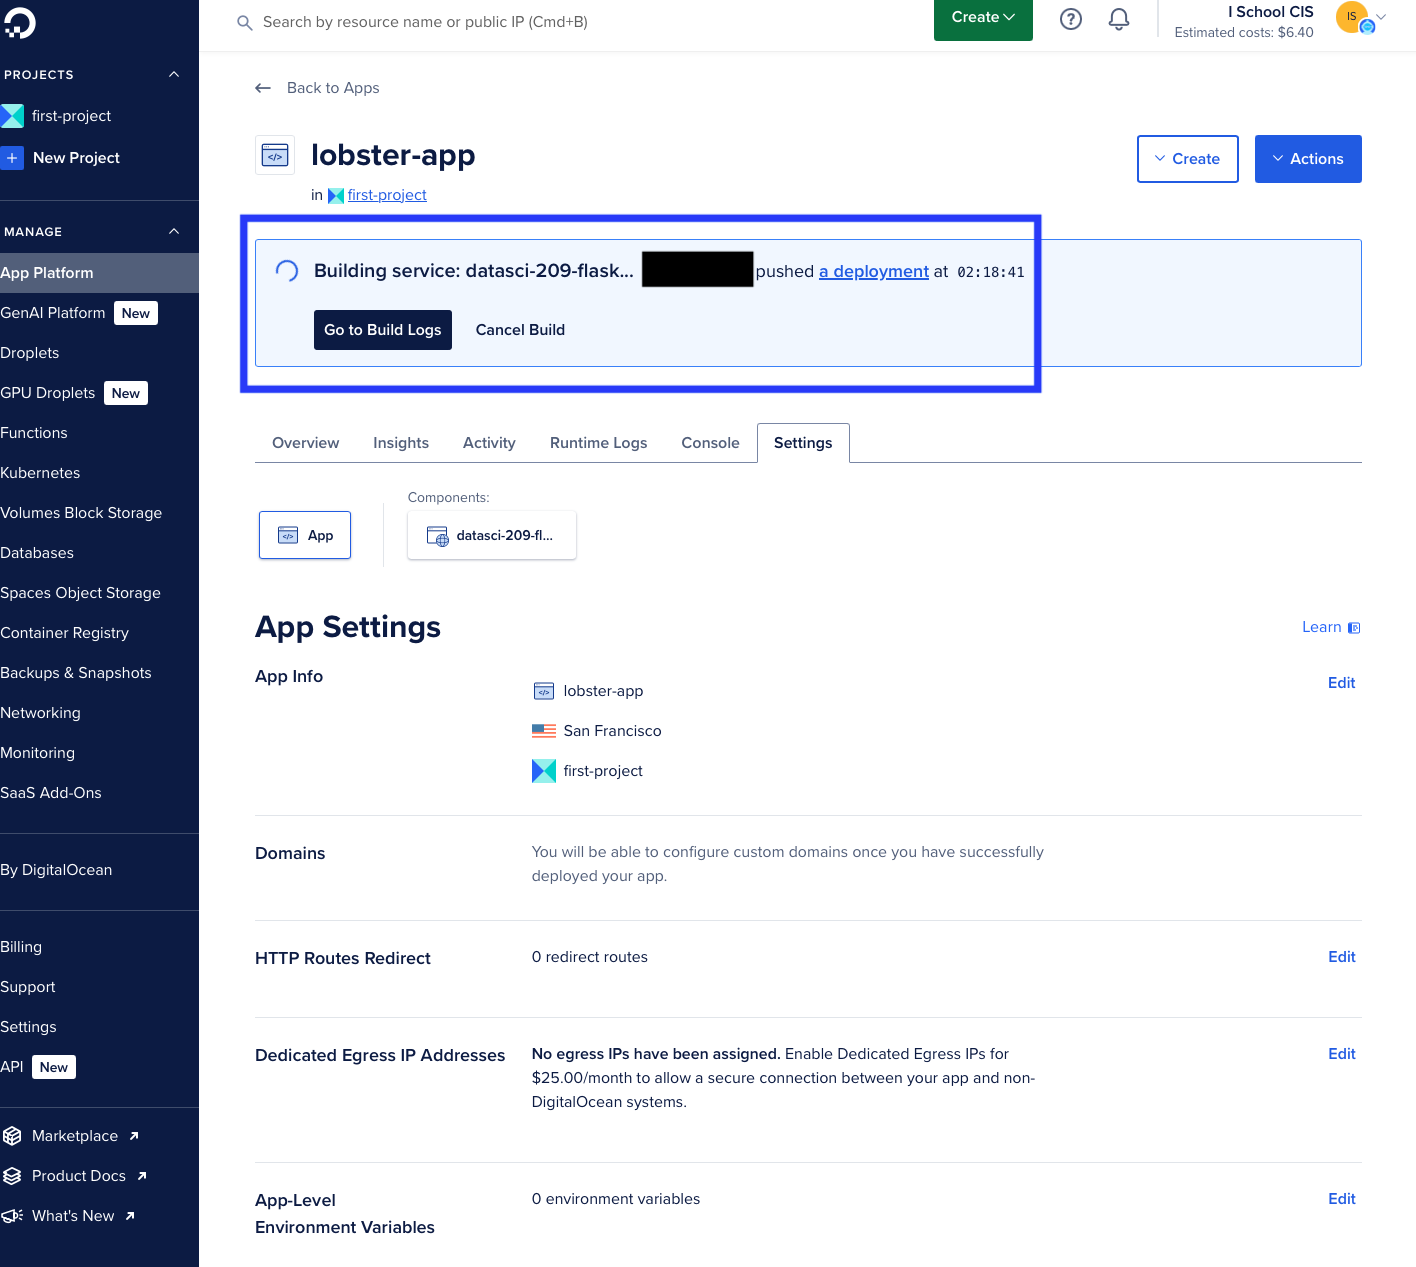 Search by resource name or public IP (Cmd+B)
Create
I School CIS
Estimated costs: $6.40
IS
PROJECTS
first-project
+ New Project
MANAGE
App Platform
GenAI Platform New
Droplets
GPU Droplets New
Functions
Kubernetes
Volumes Block Storage
Databases
Spaces Object Storage
Container Registry
Backups & Snapshots
Networking
Monitoring
SaaS Add-Ons
By DigitalOcean
Billing
Support
Settings
API New
Marketplace
Product Docs
What's New
← Back to Apps
lobster-app
in first-project
Create
Actions
Building service: datasci-209-flask... pushed a deployment at 02:18:41
Go to Build Logs Cancel Build
Overview Insights Activity Runtime Logs Console Settings
Components:
App
datasci-209-fl...
App Settings
Learn
App Info
lobster-app
Edit
San Francisco
first-project
Domains
You will be able to configure custom domains once you have successfully
deployed your app.
HTTP Routes Redirect
0 redirect routes
Edit
Dedicated Egress IP Addresses
No egress IPs have been assigned. Enable Dedicated Egress IPs for
$25.00/month to allow a secure connection between your app and non-
DigitalOcean systems.
Edit
App-Level
Environment Variables
0 environment variables
Edit